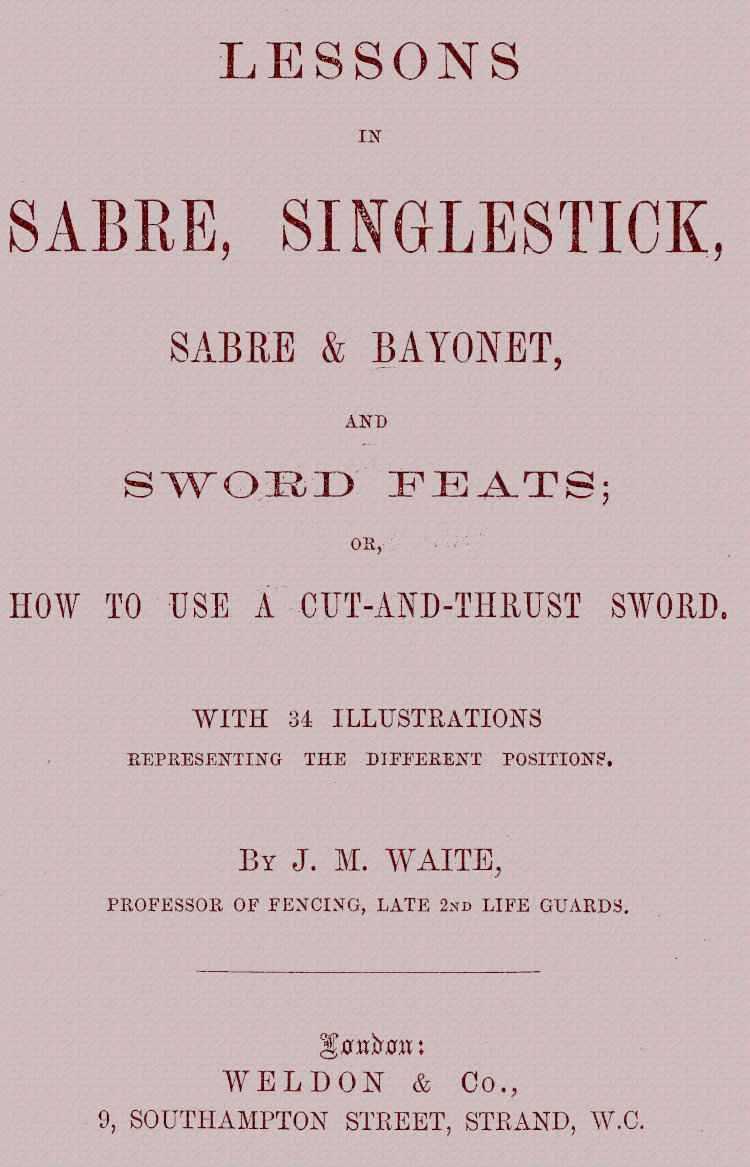 LESSONS
IN
SABRE, SINGLESTICK,
SABRE & BAYONET,
AND
SWORD FEATS;
OR,
HOW TO USE A CUT-AND-THRUST SWORD.
WITH 34 ILLUSTRATIONS
REPRESENTING THE DIFFERENT POSITIONS.
By J. M. WAITE,
PROFESSOR OF FENCING, LATE 2ND LIFE GUARDS.
London:
WELDON & Co.,
9, SOUTHAMPTON STREET, STRAND, W.C.